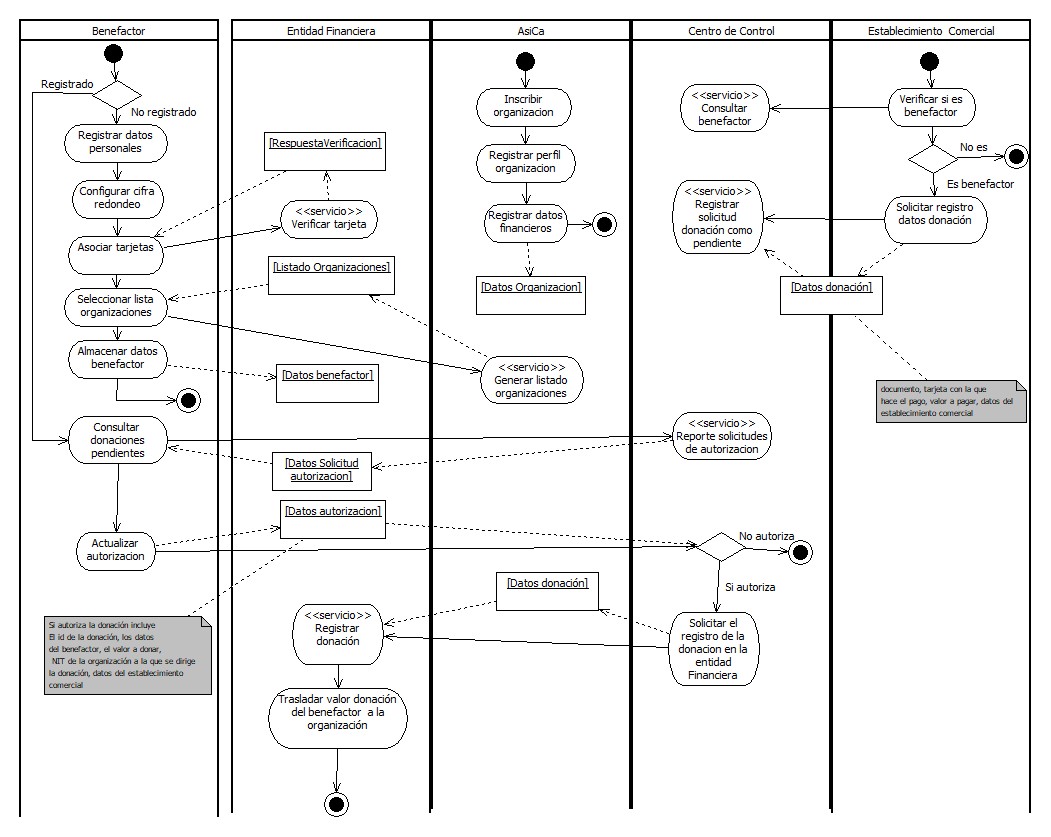 Benefactor
Entidad Financiera
AsiCa
Centro de Control
Establecimiento Comercial
Registrado
No registrado
Registrar datos
personales
Configurar cifra
redondeo
Asociar tarjetas
Seleccionar lista
organizaciones
Almacenar datos
benefactor
Consultar
donaciones
pendientes
Actualizar
autorizacion
Si autoriza la donación incluye
El id de la donación, los datos
del benefactor, el valor a donar,
NIT de la organización a la que se dirige
la donación, datos del establecimiento
comercial
[RespuestaVerificacion]
<<servicio>>
Verificar tarjeta
[Listado Organizaciones]
[Datos benefactor]
[Datos Solicitud
autorizacion]
[Datos autorizacion]
<<servicio>>
Registrar
donación
Trasladar valor donación
del benefactor a la
organización
Inscribir
organizacion
Registrar perfil
organizacion
Registrar datos
financieros
[Datos Organizacion]
<<servicio>>
Generar listado
organizaciones
[Datos donación]
<<servicio>>
Consultar
benefactor
<<servicio>>
Registrar
solicitud
donación como
pendiente
<<servicio>>
Reporte solicitudes
de autorizacion
No autoriza
Si autoriza
Solicitar el
registro de la
donacion en la
entidad
Financiera
Verificar si es
benefactor
No es
Es benefactor
Solicitar registro
datos donación
[Datos donación]
documento, tarjeta con la que
hace el pago, valor a pagar, datos del
establecimiento comercial